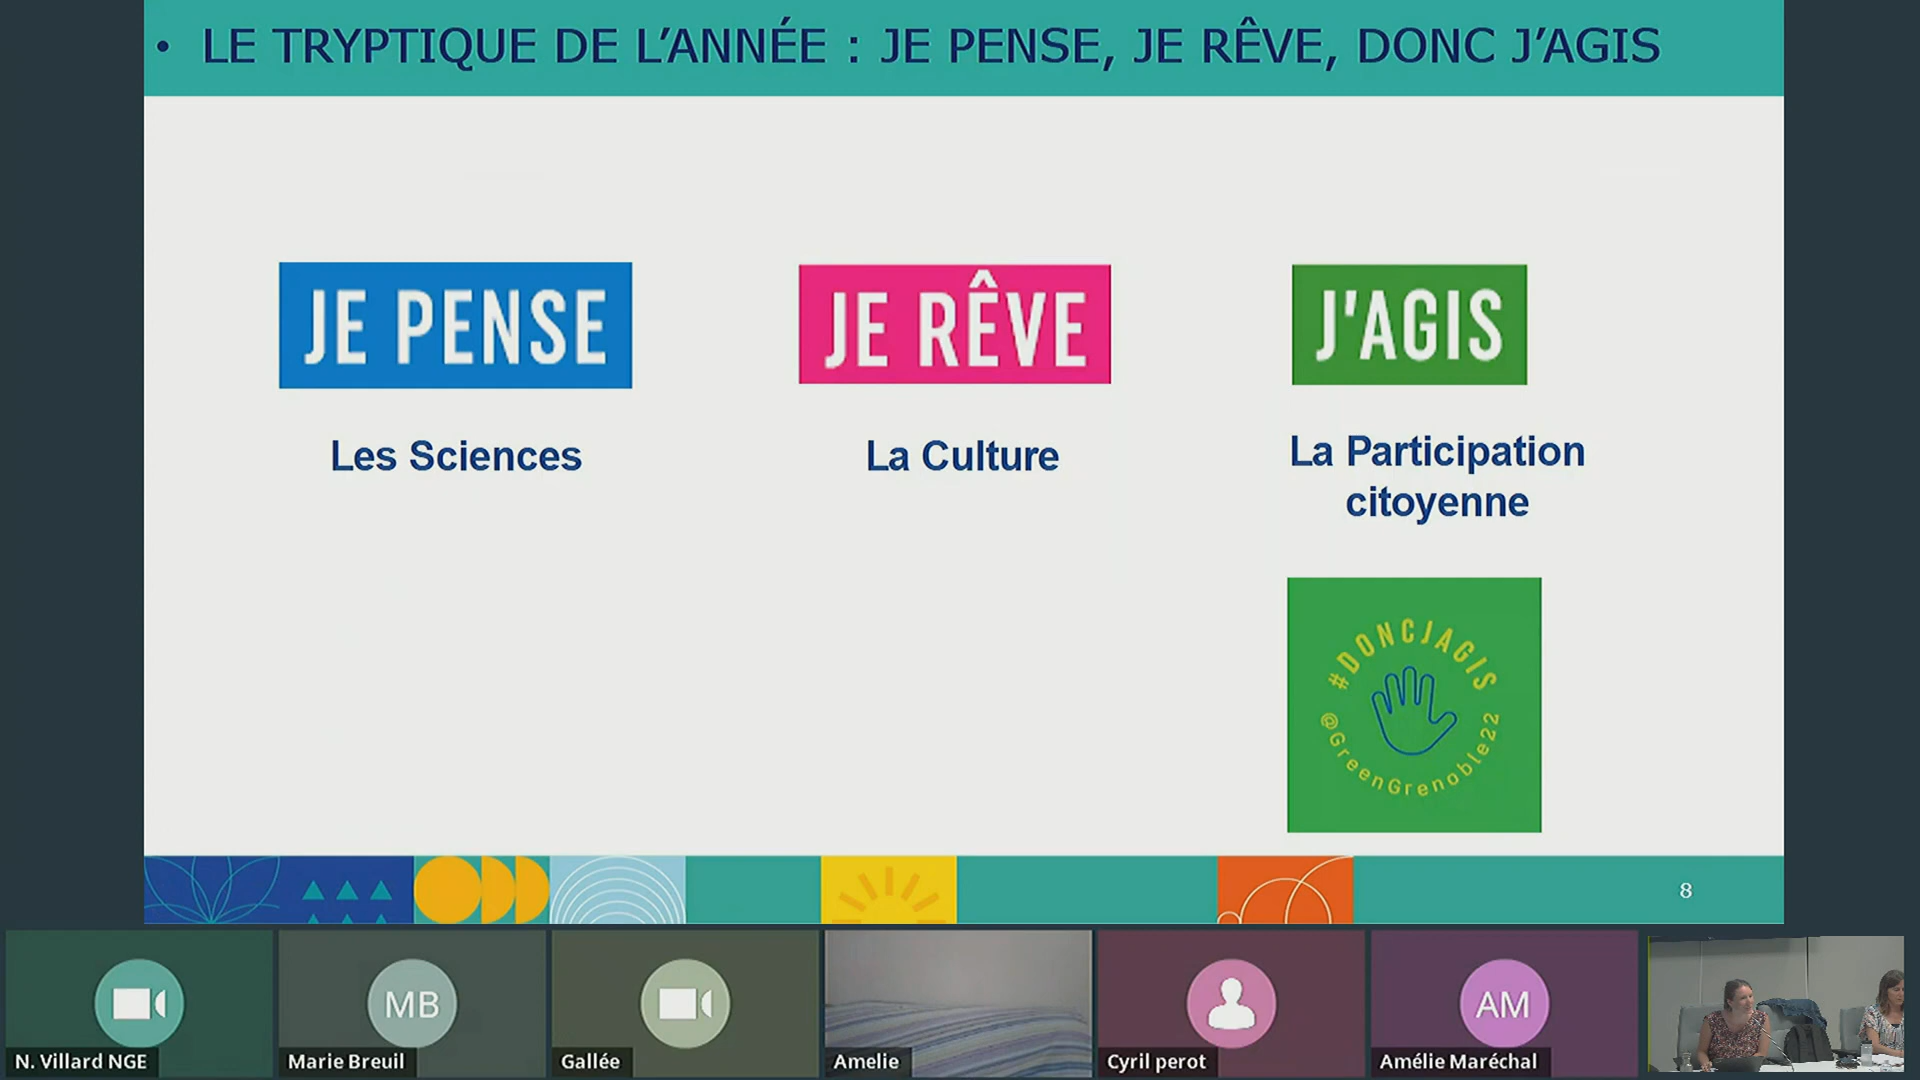 • LE TRYPTIQUE DE L’ANNÉE : JE PENSE, JE RÊVE, DONC J’AGIS
JE PENSE
JE RÊVE
J'AGIS
Les Sciences
La Culture
La Participation
citoyenne
#DONCJAGIS
@GreenGrenoble22
8
MB
AM
N. Villard NGE
Marie Breuil
Gallée
Amelie
Cyril perot
Amélie Maréchal